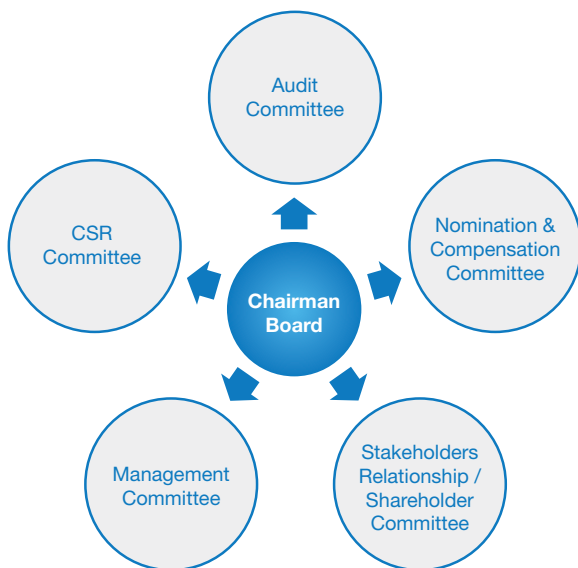 Audit
Committee
CSR
Committee
Nomination &
Compensation
Committee
Chairman
Board
Management
Committee
Stakeholders
Relationship /
Shareholder
Committee